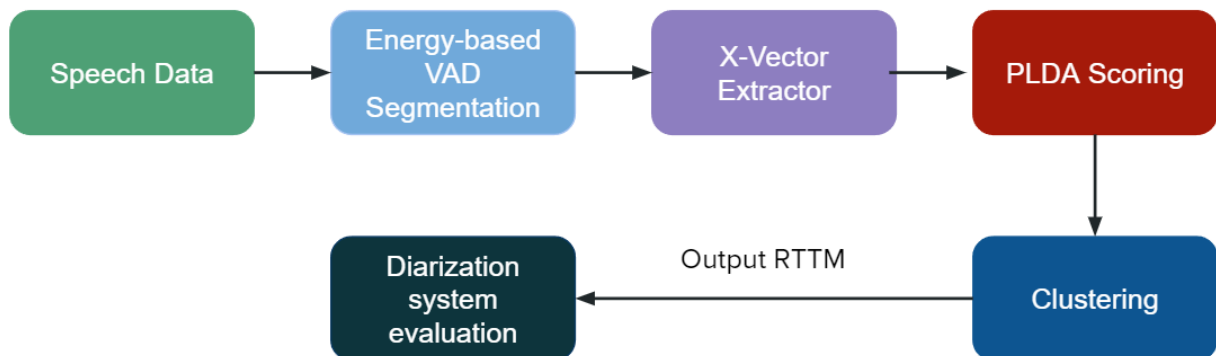 Speech Data
Energy-based
VAD
Segmentation
X-Vector
Extractor
PLDA Scoring
Diarization
system
evaluation
Output RTTM
Clustering